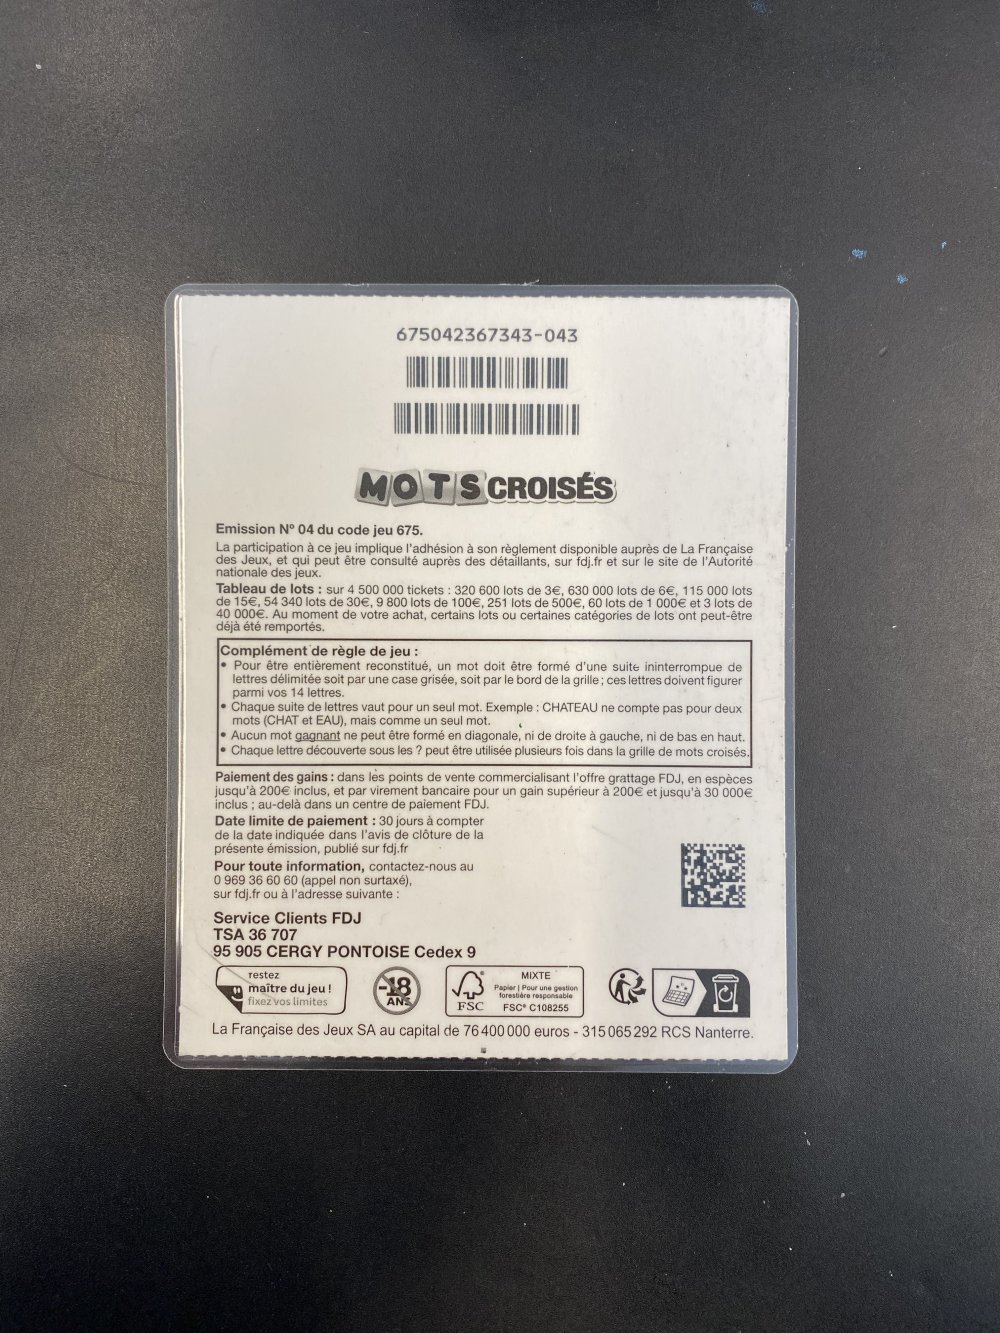 675042367343-043
MOTS CROISÉS
Emission N° 04 du code jeu 675.
La participation à ce jeu implique l'adhésion à son règlement disponible auprès de La Française
des Jeux, et qui peut être consulté auprès des détaillants, sur fdj.fr et sur le site de l'Autorité
nationale des jeux.
Tableau de lots : sur 4 500 000 tickets : 320 600 lots de 3€, 630 000 lots de 6€, 115 000 lots
de 15€, 54 340 lots de 30€, 9 800 lots de 100€, 251 lots de 500€, 60 lots de 1 000€ et 3 lots de
40 000€. Au moment de votre achat, certains lots ou certaines catégories de lots ont peut-être
déjà été remportés.
Complément de règle de jeu :
• Pour être entièrement reconstitué, un mot doit être formé d'une suite ininterrompue de
lettres délimitée soit par une case grisée, soit par le bord de la grille ; ces lettres doivent figurer
parmi vos 14 lettres.
• Chaque suite de lettres vaut pour un seul mot. Exemple : CHATEAU ne compte pas pour deux
mots (CHAT et EAU), mais comme un seul mot.
• Aucun mot gagnant ne peut être formé en diagonale, ni de droite à gauche, ni de bas en haut.
• Chaque lettre découverte sous les ? peut être utilisée plusieurs fois dans la grille de mots croisés.
Paiement des gains : dans les points de vente commercialisant l'offre grattage FDJ, en espèces
jusqu'à 200€ inclus, et par virement bancaire pour un gain supérieur à 200€ et jusqu'à 30 000€
inclus ; au-delà dans un centre de paiement FDJ.
Date limite de paiement : 30 jours à compter
de la date indiquée dans l'avis de clôture de la
présente émission, publié sur fdj.fr
Pour toute information, contactez-nous au
0 969 36 60 60 (appel non surtaxé),
sur fdj.fr ou à l'adresse suivante :
Service Clients FDJ
TSA 36 707
95 905 CERGY PONTOISE Cedex 9
restez
maître du jeu !
fixez vos limites
-18
ANS
FSC
MIXTE
Papier | Pour une gestion
forestière responsable
FSC® C108255
La Française des Jeux SA au capital de 76 400 000 euros - 315 065 292 RCS Nanterre.